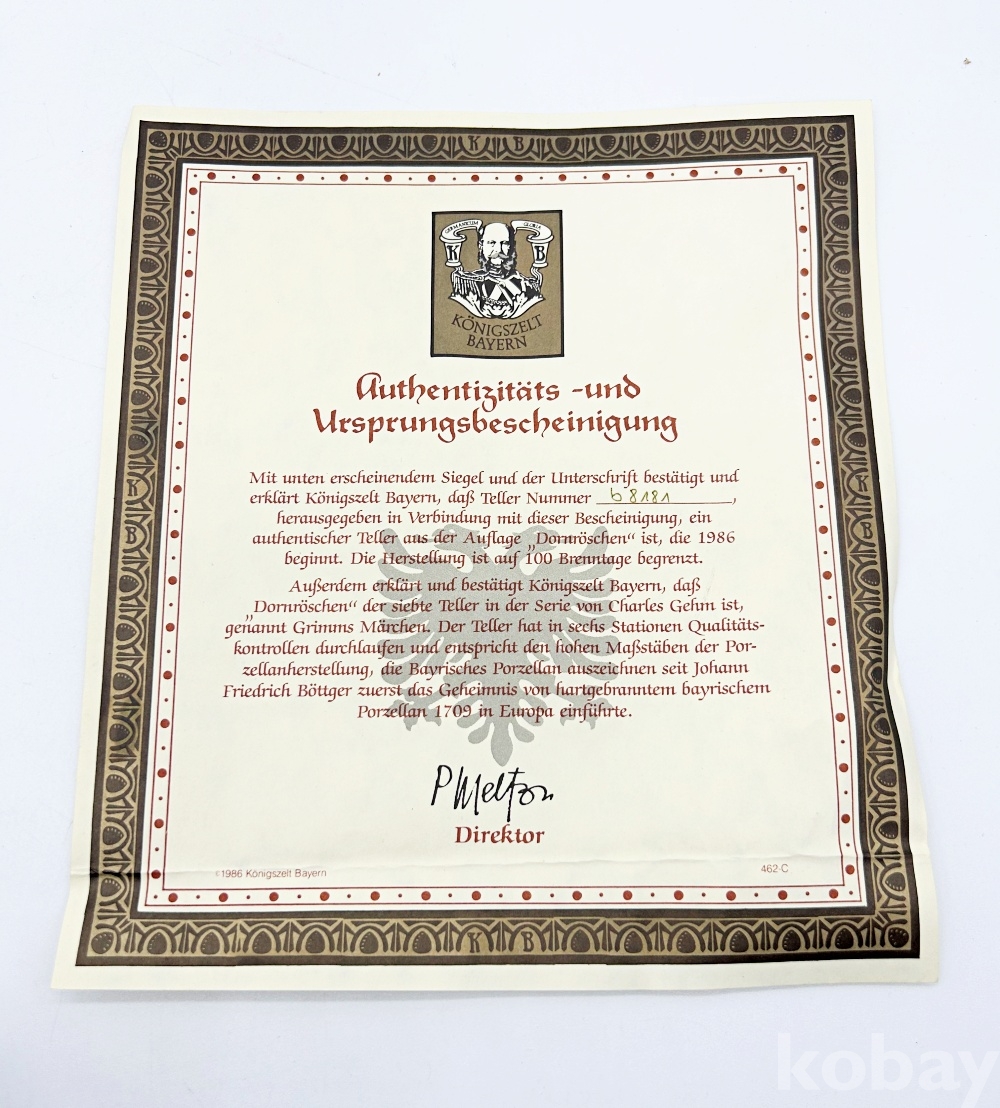 K B
GERMANICUM GLORIA
K B
KÖNIGSZELT
BAYERN
Authentizitäts -und
Ursprungsbescheinigung
Mit unten erscheinendem Siegel und der Unterschrift bestätigt und
erklärt Königszelt Bayern, daß Teller Nummer b8181,
herausgegeben in Verbindung mit dieser Bescheinigung, ein
authentischer Teller aus der Auflage „Dornröschen“ ist, die 1986
beginnt. Die Herstellung ist auf 100 Brenntage begrenzt.
Außerdem erklärt und bestätigt Königszelt Bayern, daß
„Dornröschen“ der siebte Teller in der Serie von Charles Gehm ist,
genannt Grimms Märchen. Der Teller hat in sechs Stationen Qualitäts-
kontrollen durchlaufen und entspricht den hohen Maßstäben der Por-
zellanherstellung, die Bayrisches Porzellan auszeichnen seit Johann
Friedrich Böttger zuerst das Geheimnis von hartgebranntem bayrischem
Porzellan 1709 in Europa einführte.
P Melton
Direktor
©1986 Königszelt Bayern 462-C
K B
K B
K B
kobay